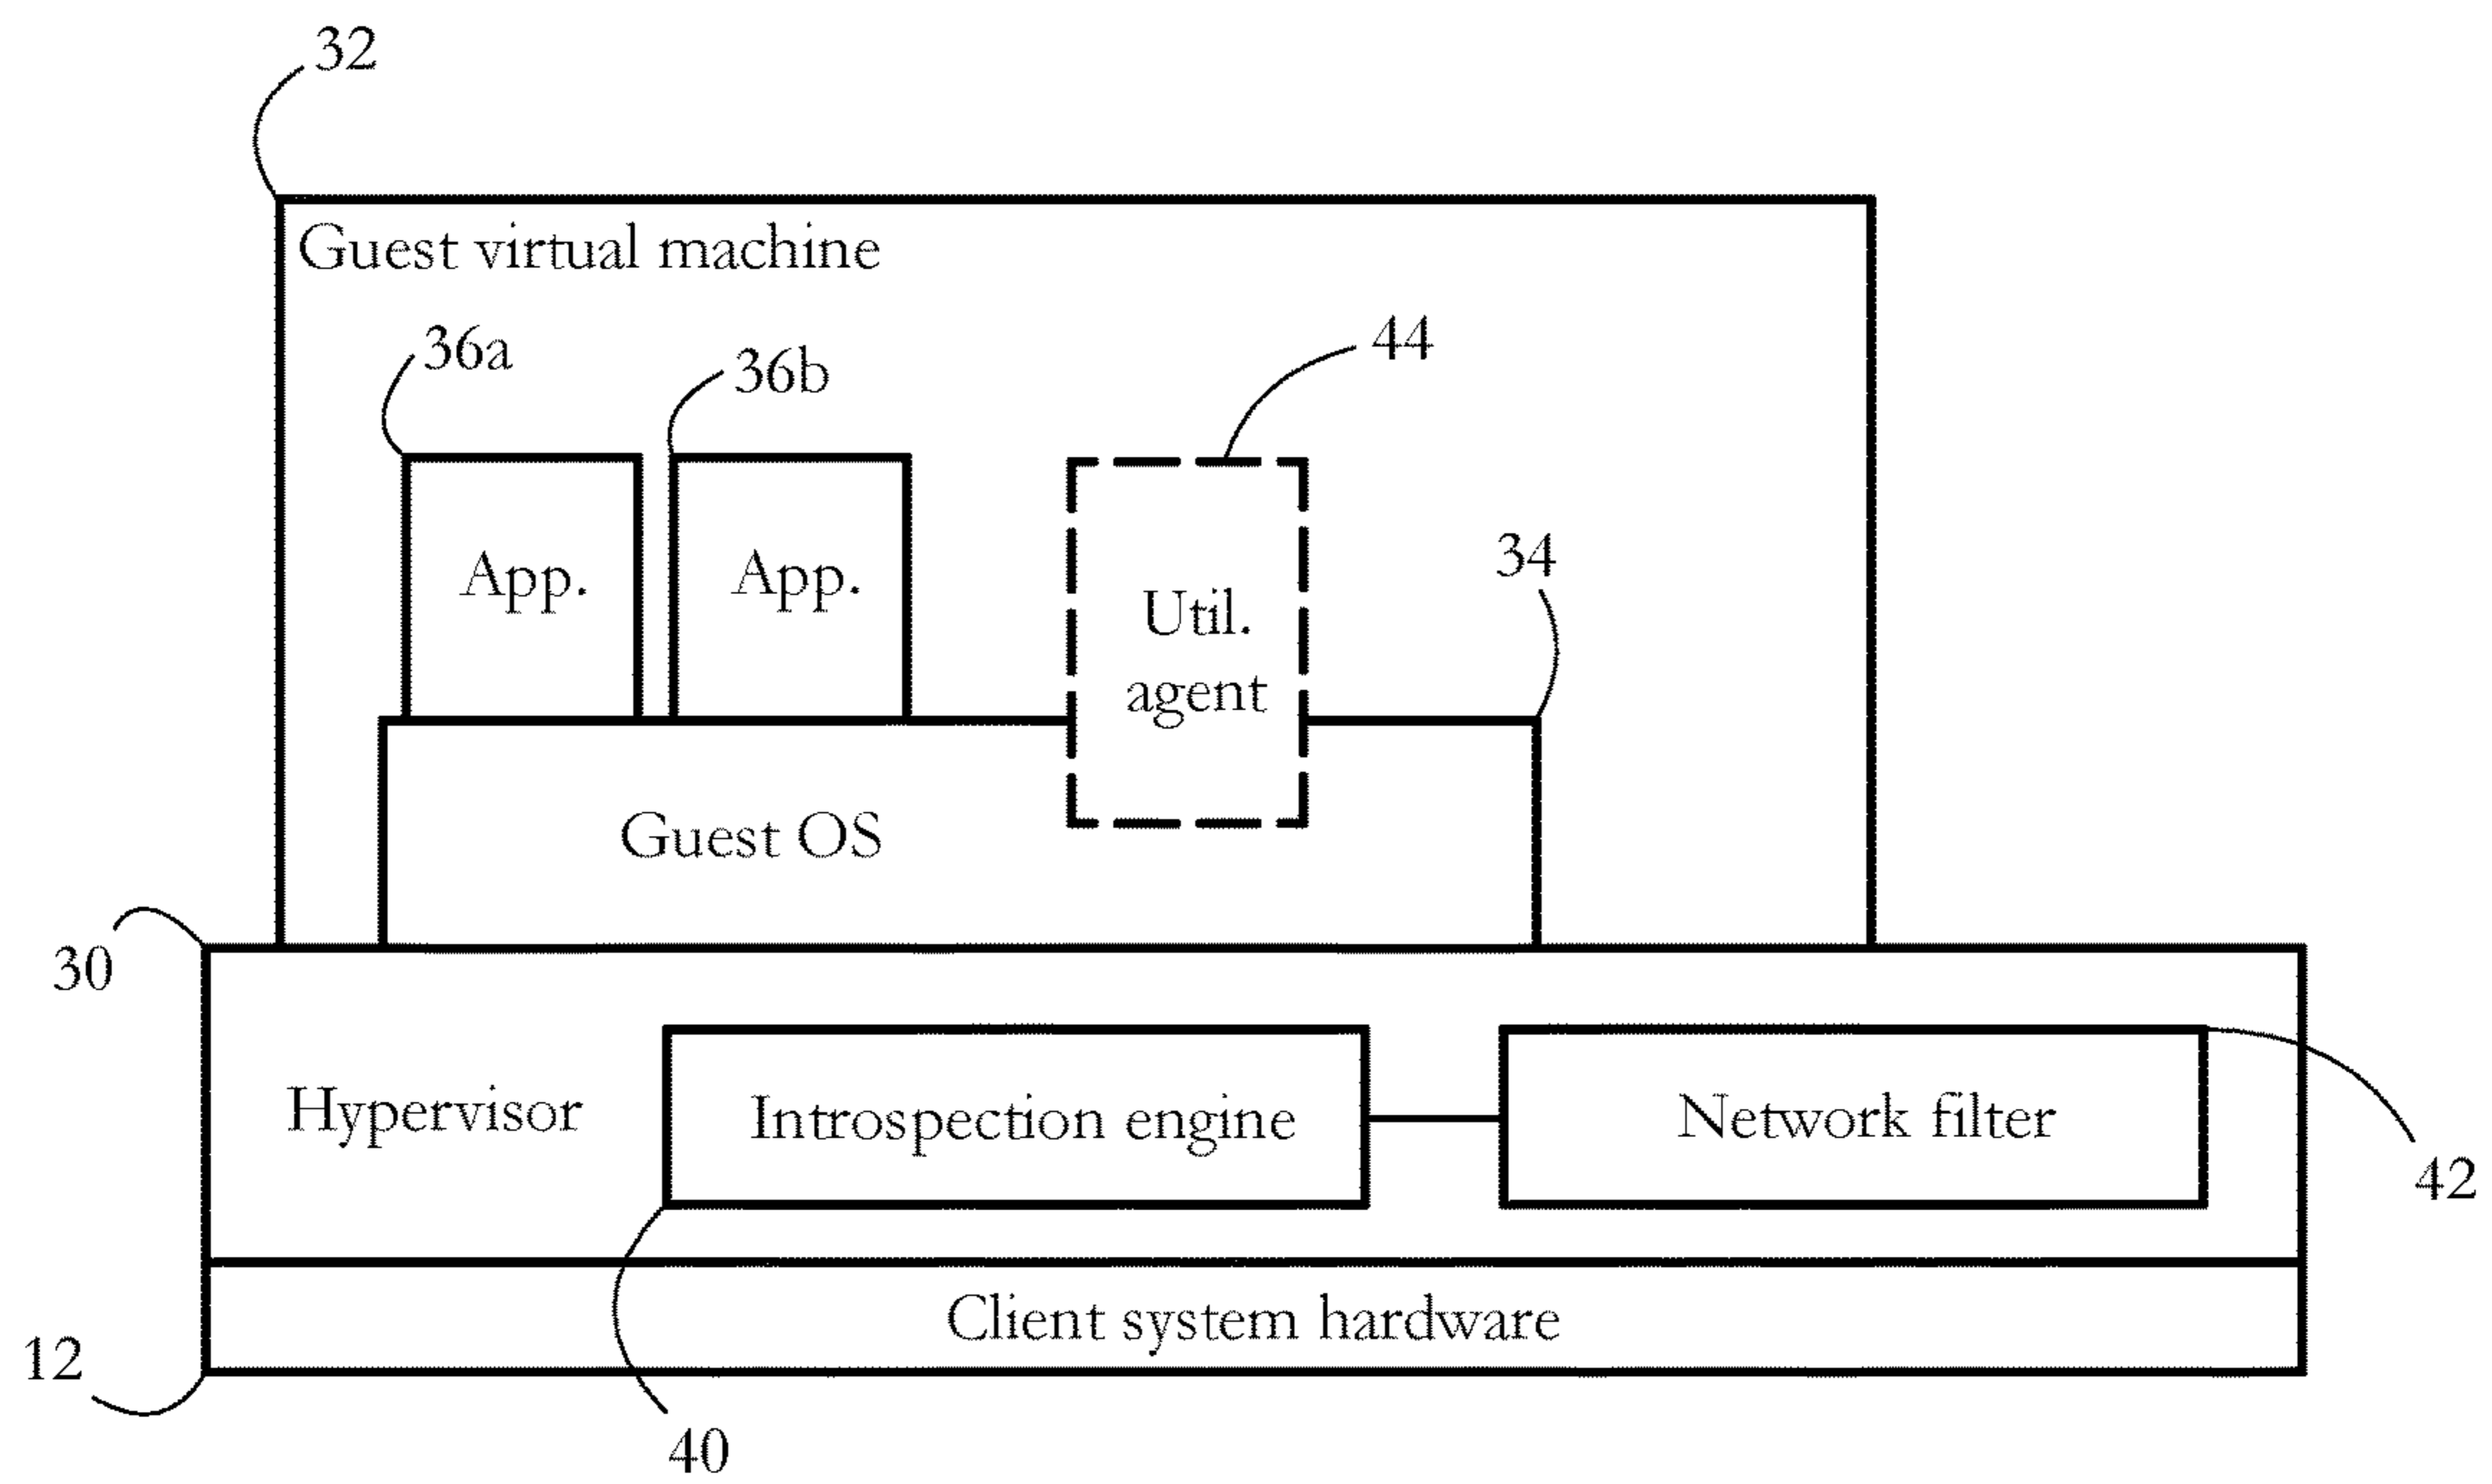 32
Guest virtual machine
36a
36b
44
App.
App.
Util.
agent
34
Guest OS
30
Hypervisor
Introspection engine
Network filter
42
Client system hardware
12
40